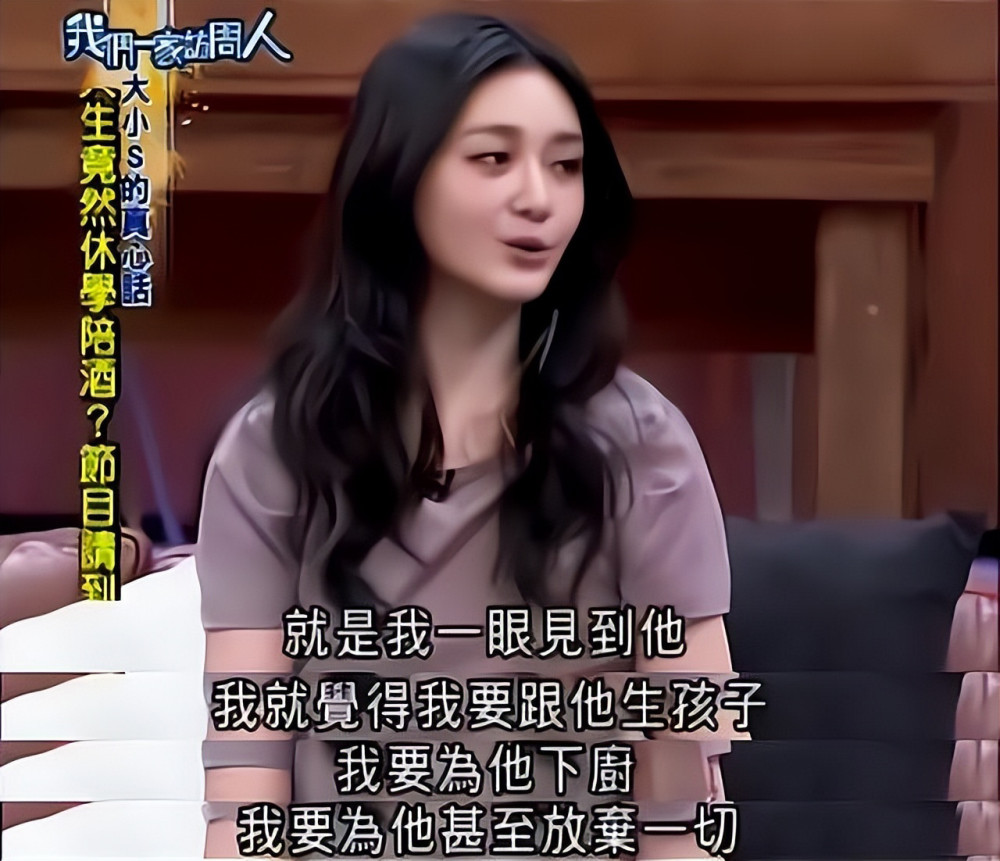 我們一家訪問人
大小S的真心話
生竟然休學陪酒？節目請到
就是我一眼見到他
我就覺得我要跟他生孩子
我要為他下廚
我要為他甚至放棄一切